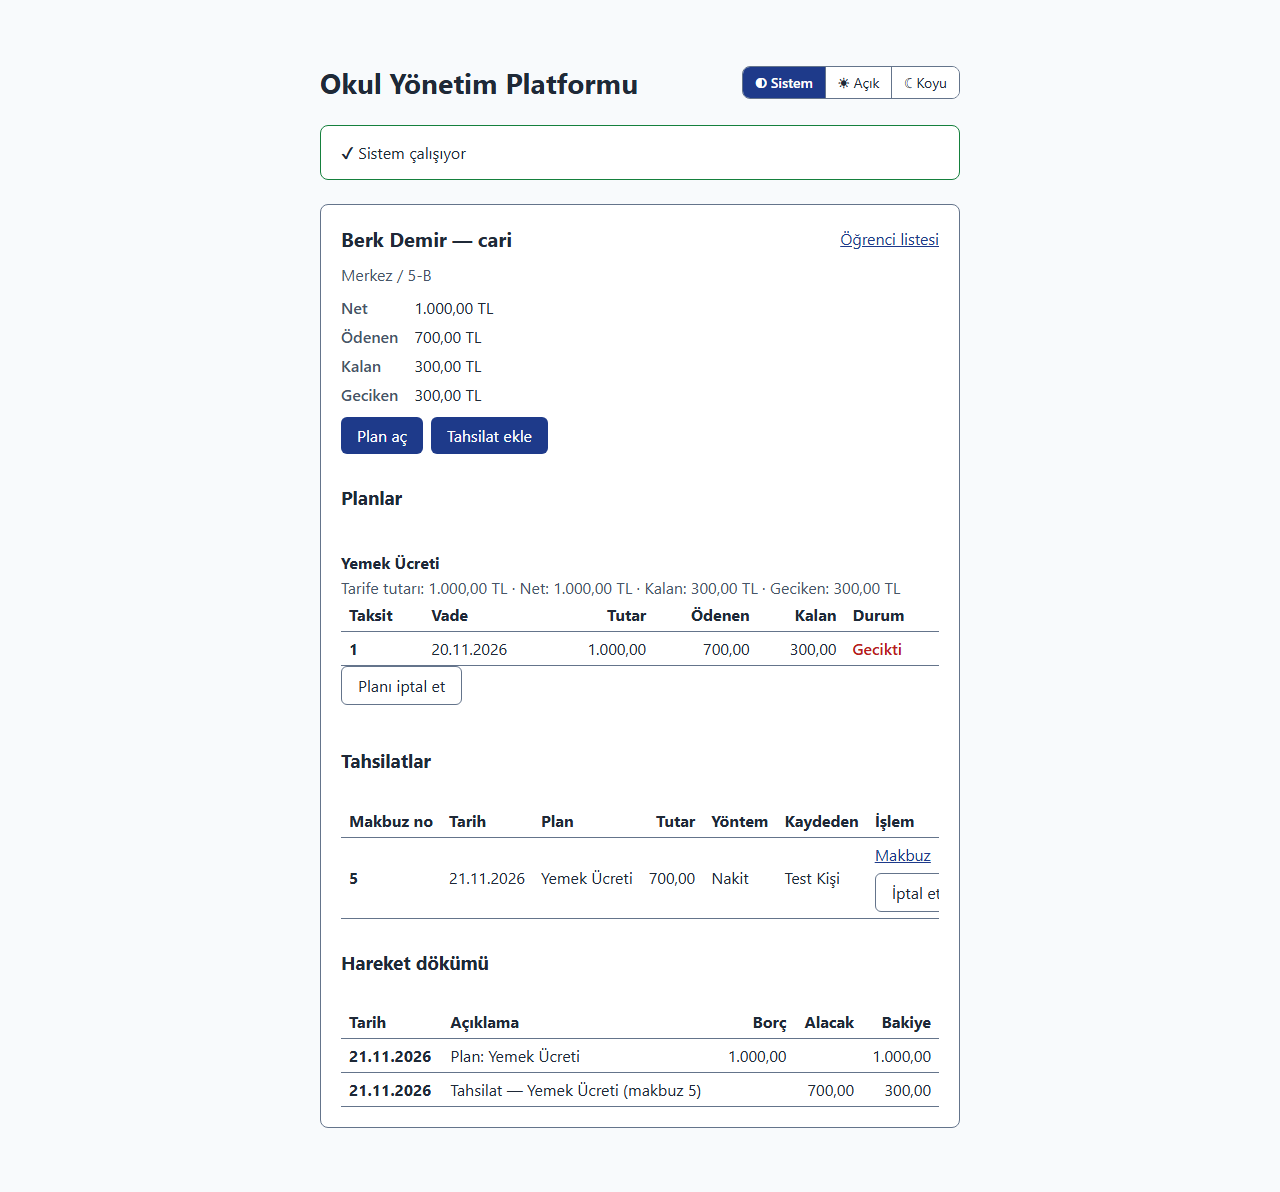 Okul Yönetim Platformu
◐ Sistem ☀ Açık ☾ Koyu
✓ Sistem çalışıyor
Berk Demir — cari Öğrenci listesi
Merkez / 5-B
Net 1.000,00 TL
Ödenen 700,00 TL
Kalan 300,00 TL
Geciken 300,00 TL
Plan aç Tahsilat ekle
Planlar
Yemek Ücreti
Tarife tutarı: 1.000,00 TL · Net: 1.000,00 TL · Kalan: 300,00 TL · Geciken: 300,00 TL
Taksit Vade Tutar Ödenen Kalan Durum
1 20.11.2026 1.000,00 700,00 300,00 Gecikti
Planı iptal et
Tahsilatlar
Makbuz no Tarih Plan Tutar Yöntem Kaydeden İşlem
Makbuz
5 21.11.2026 Yemek Ücreti 700,00 Nakit Test Kişi
İptal et
Hareket dökümü
Tarih Açıklama Borç Alacak Bakiye
21.11.2026 Plan: Yemek Ücreti 1.000,00 1.000,00
21.11.2026 Tahsilat — Yemek Ücreti (makbuz 5) 700,00 300,00